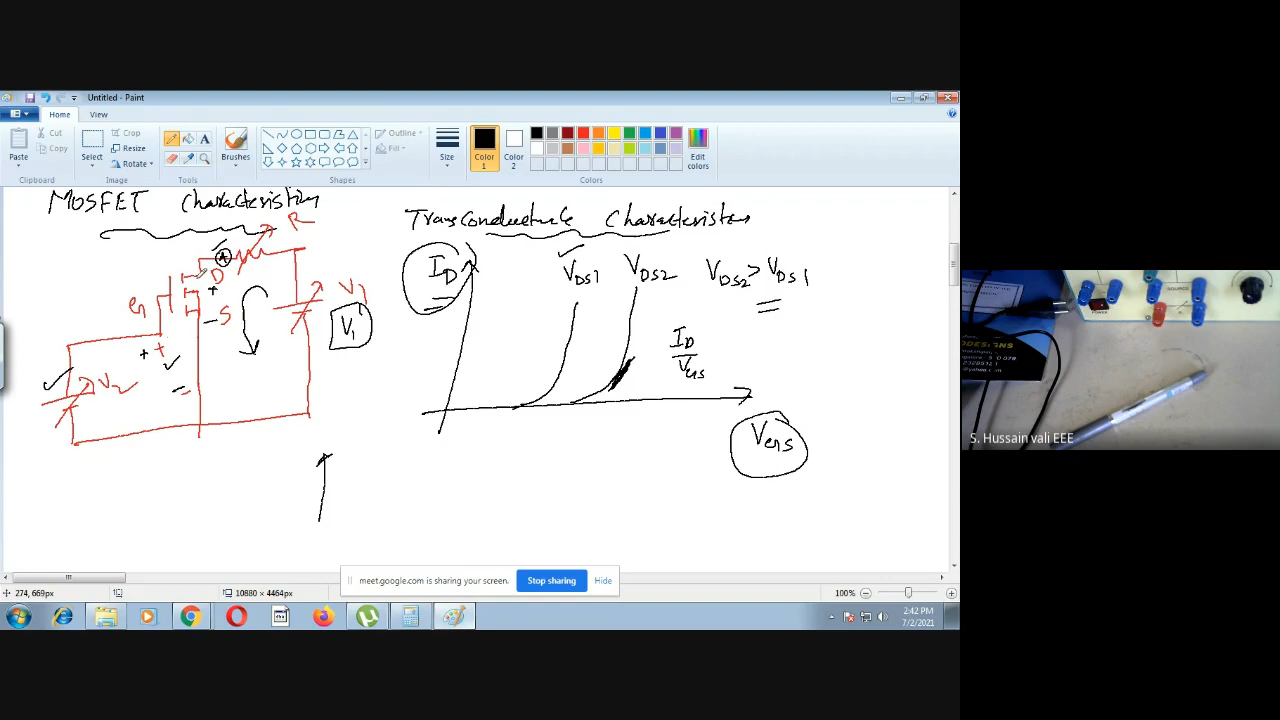 Untitled - Paint
Home View
Paste
Cut
Copy
Clipboard
Select
Crop
Resize
Rotate
Image
A
Tools
Brushes
Shapes
Outline
Fill
Size
Color 1
Color 2
Colors
Edit colors
MOSFET Characteristics
R
A
D
G
S
+
-
+ +
V1
V1
V2
Transconductance Characteristics
ID
VDS1 VDS2 VDS2 > VDS1
ID
VGS
VGS
meet.google.com is sharing your screen.
Stop sharing
Hide
274, 669px
10880 × 4464px
100%
2:42 PM
7/2/2021
POWER
SOURCE
S. Hussain vali EEE